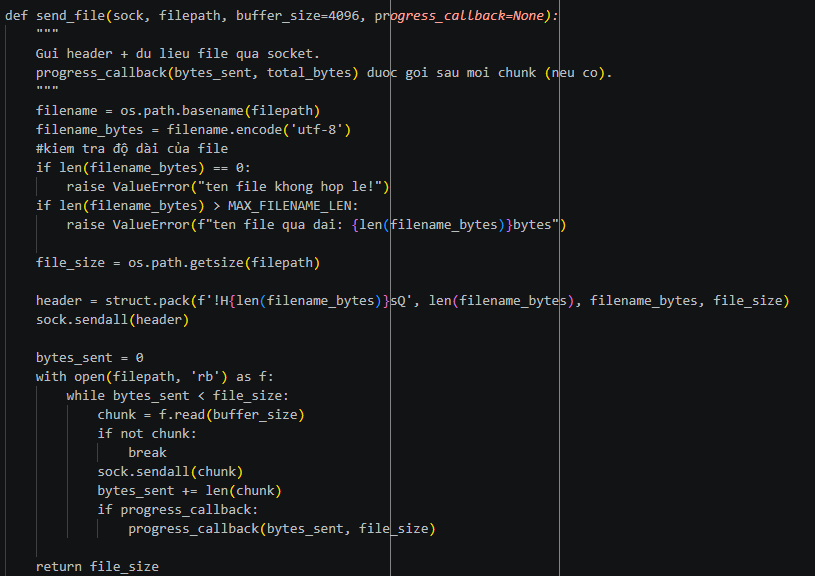 def send_file(sock, filepath, buffer_size=4096, progress_callback=None):
"""
Gui header + du lieu file qua socket.
progress_callback(bytes_sent, total_bytes) duoc goi sau moi chunk (neu co).
"""
filename = os.path.basename(filepath)
filename_bytes = filename.encode('utf-8')
#kiem tra độ dài của file
if len(filename_bytes) == 0:
raise ValueError("ten file khong hop le!")
if len(filename_bytes) > MAX_FILENAME_LEN:
raise ValueError(f"ten file qua dai: {len(filename_bytes)}bytes")
file_size = os.path.getsize(filepath)
header = struct.pack(f'!H{len(filename_bytes)}sQ', len(filename_bytes), filename_bytes, file_size)
sock.sendall(header)
bytes_sent = 0
with open(filepath, 'rb') as f:
while bytes_sent < file_size:
chunk = f.read(buffer_size)
if not chunk:
break
sock.sendall(chunk)
bytes_sent += len(chunk)
if progress_callback:
progress_callback(bytes_sent, file_size)
return file_size